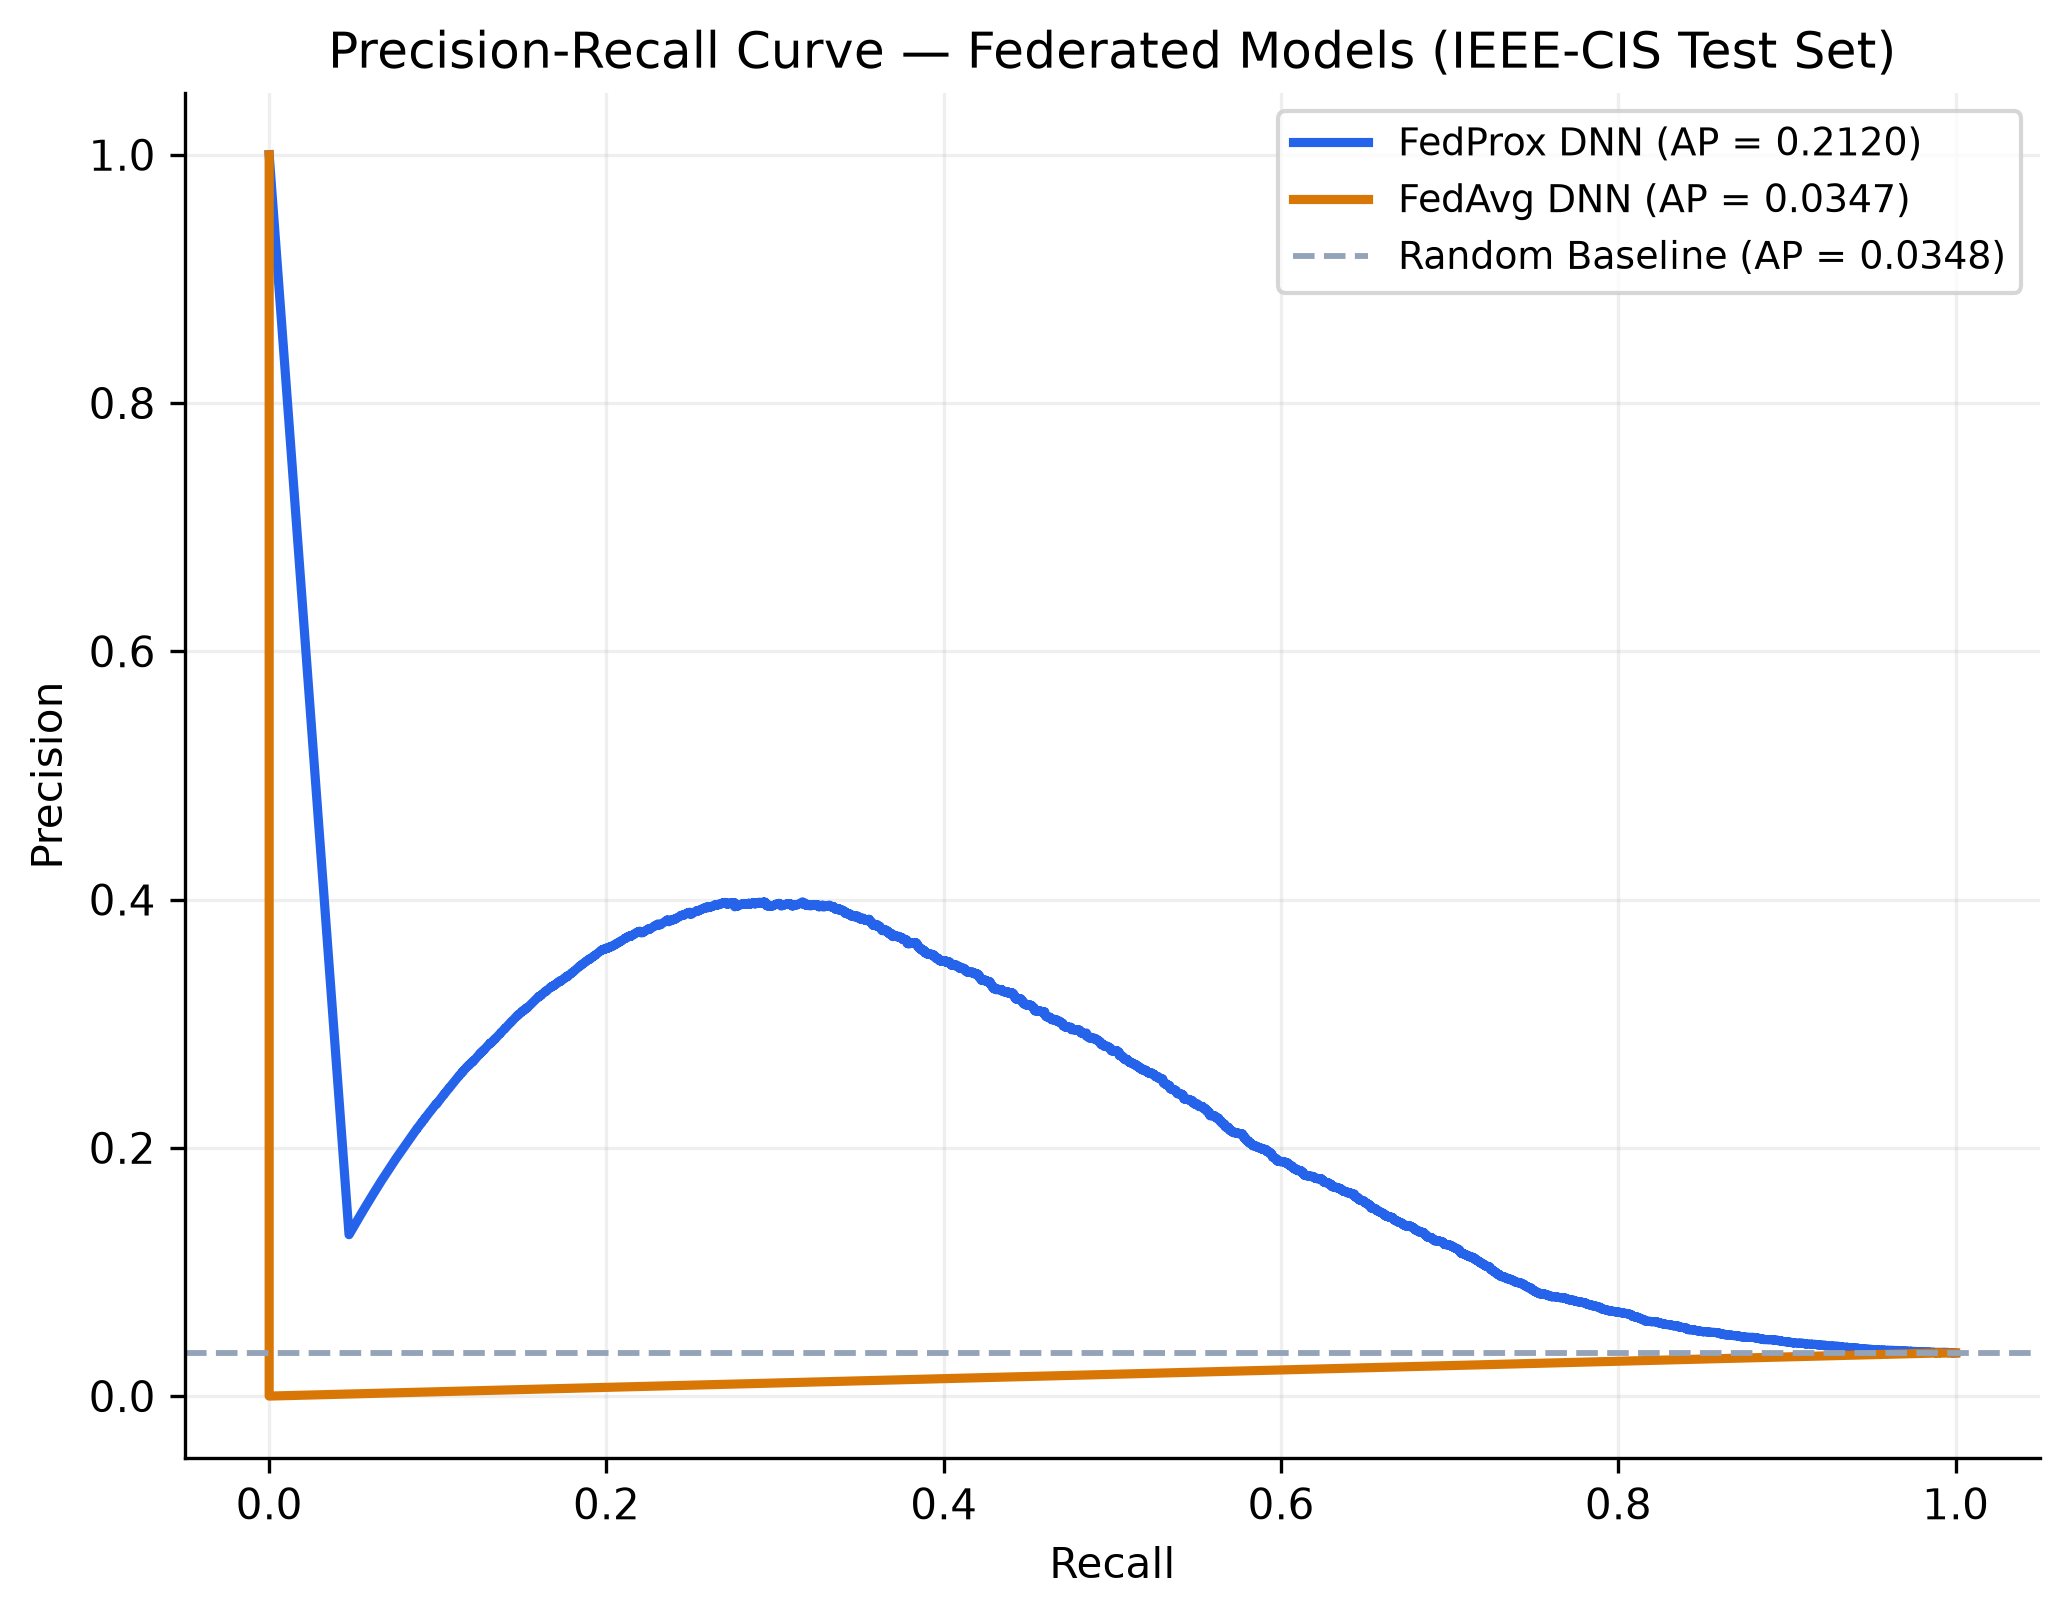 Precision-Recall Curve — Federated Models (IEEE-CIS Test Set)
FedProx DNN (AP = 0.2120)
FedAvg DNN (AP = 0.0347)
Random Baseline (AP = 0.0348)
Precision
1.0
0.8
0.6
0.4
0.2
0.0
0.0 0.2 0.4 0.6 0.8 1.0
Recall